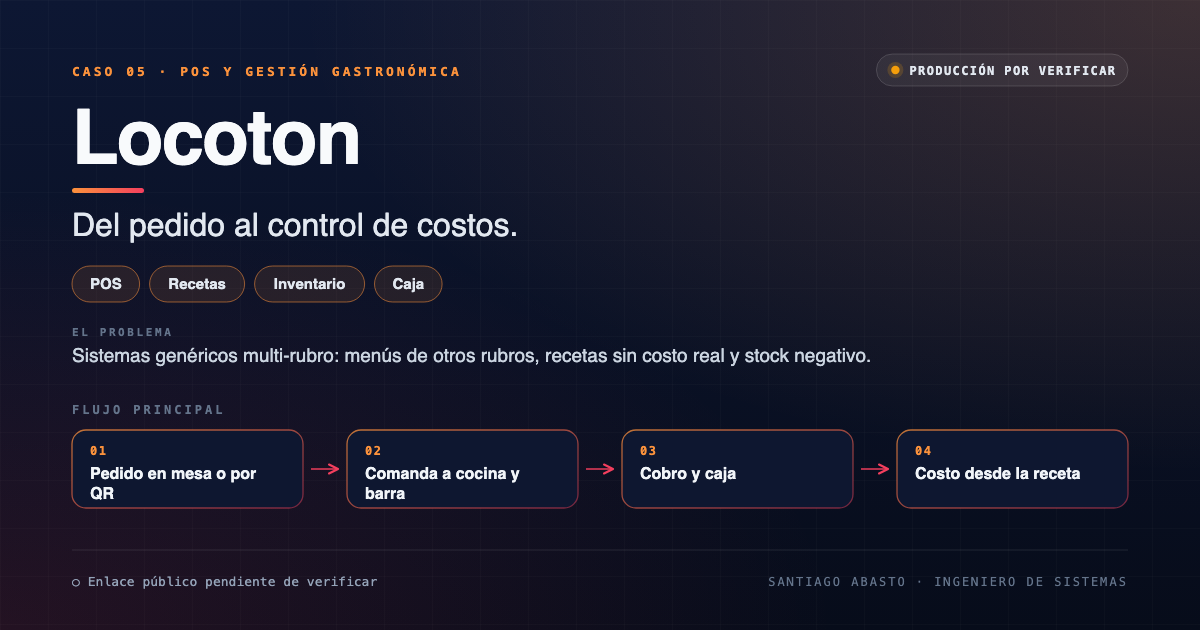 CASO 05 · POS Y GESTIÓN GASTRONÓMICA
PRODUCCIÓN POR VERIFICAR
Locoton
Del pedido al control de costos.
POS
Recetas
Inventario
Caja
EL PROBLEMA
Sistemas genéricos multi-rubro: menús de otros rubros, recetas sin costo real y stock negativo.
FLUJO PRINCIPAL
01
Pedido en mesa o por
QR
02
Comanda a cocina y
barra
03
Cobro y caja
04
Costo desde la receta
Enlace público pendiente de verificar
SANTIAGO ABASTO · INGENIERO DE SISTEMAS